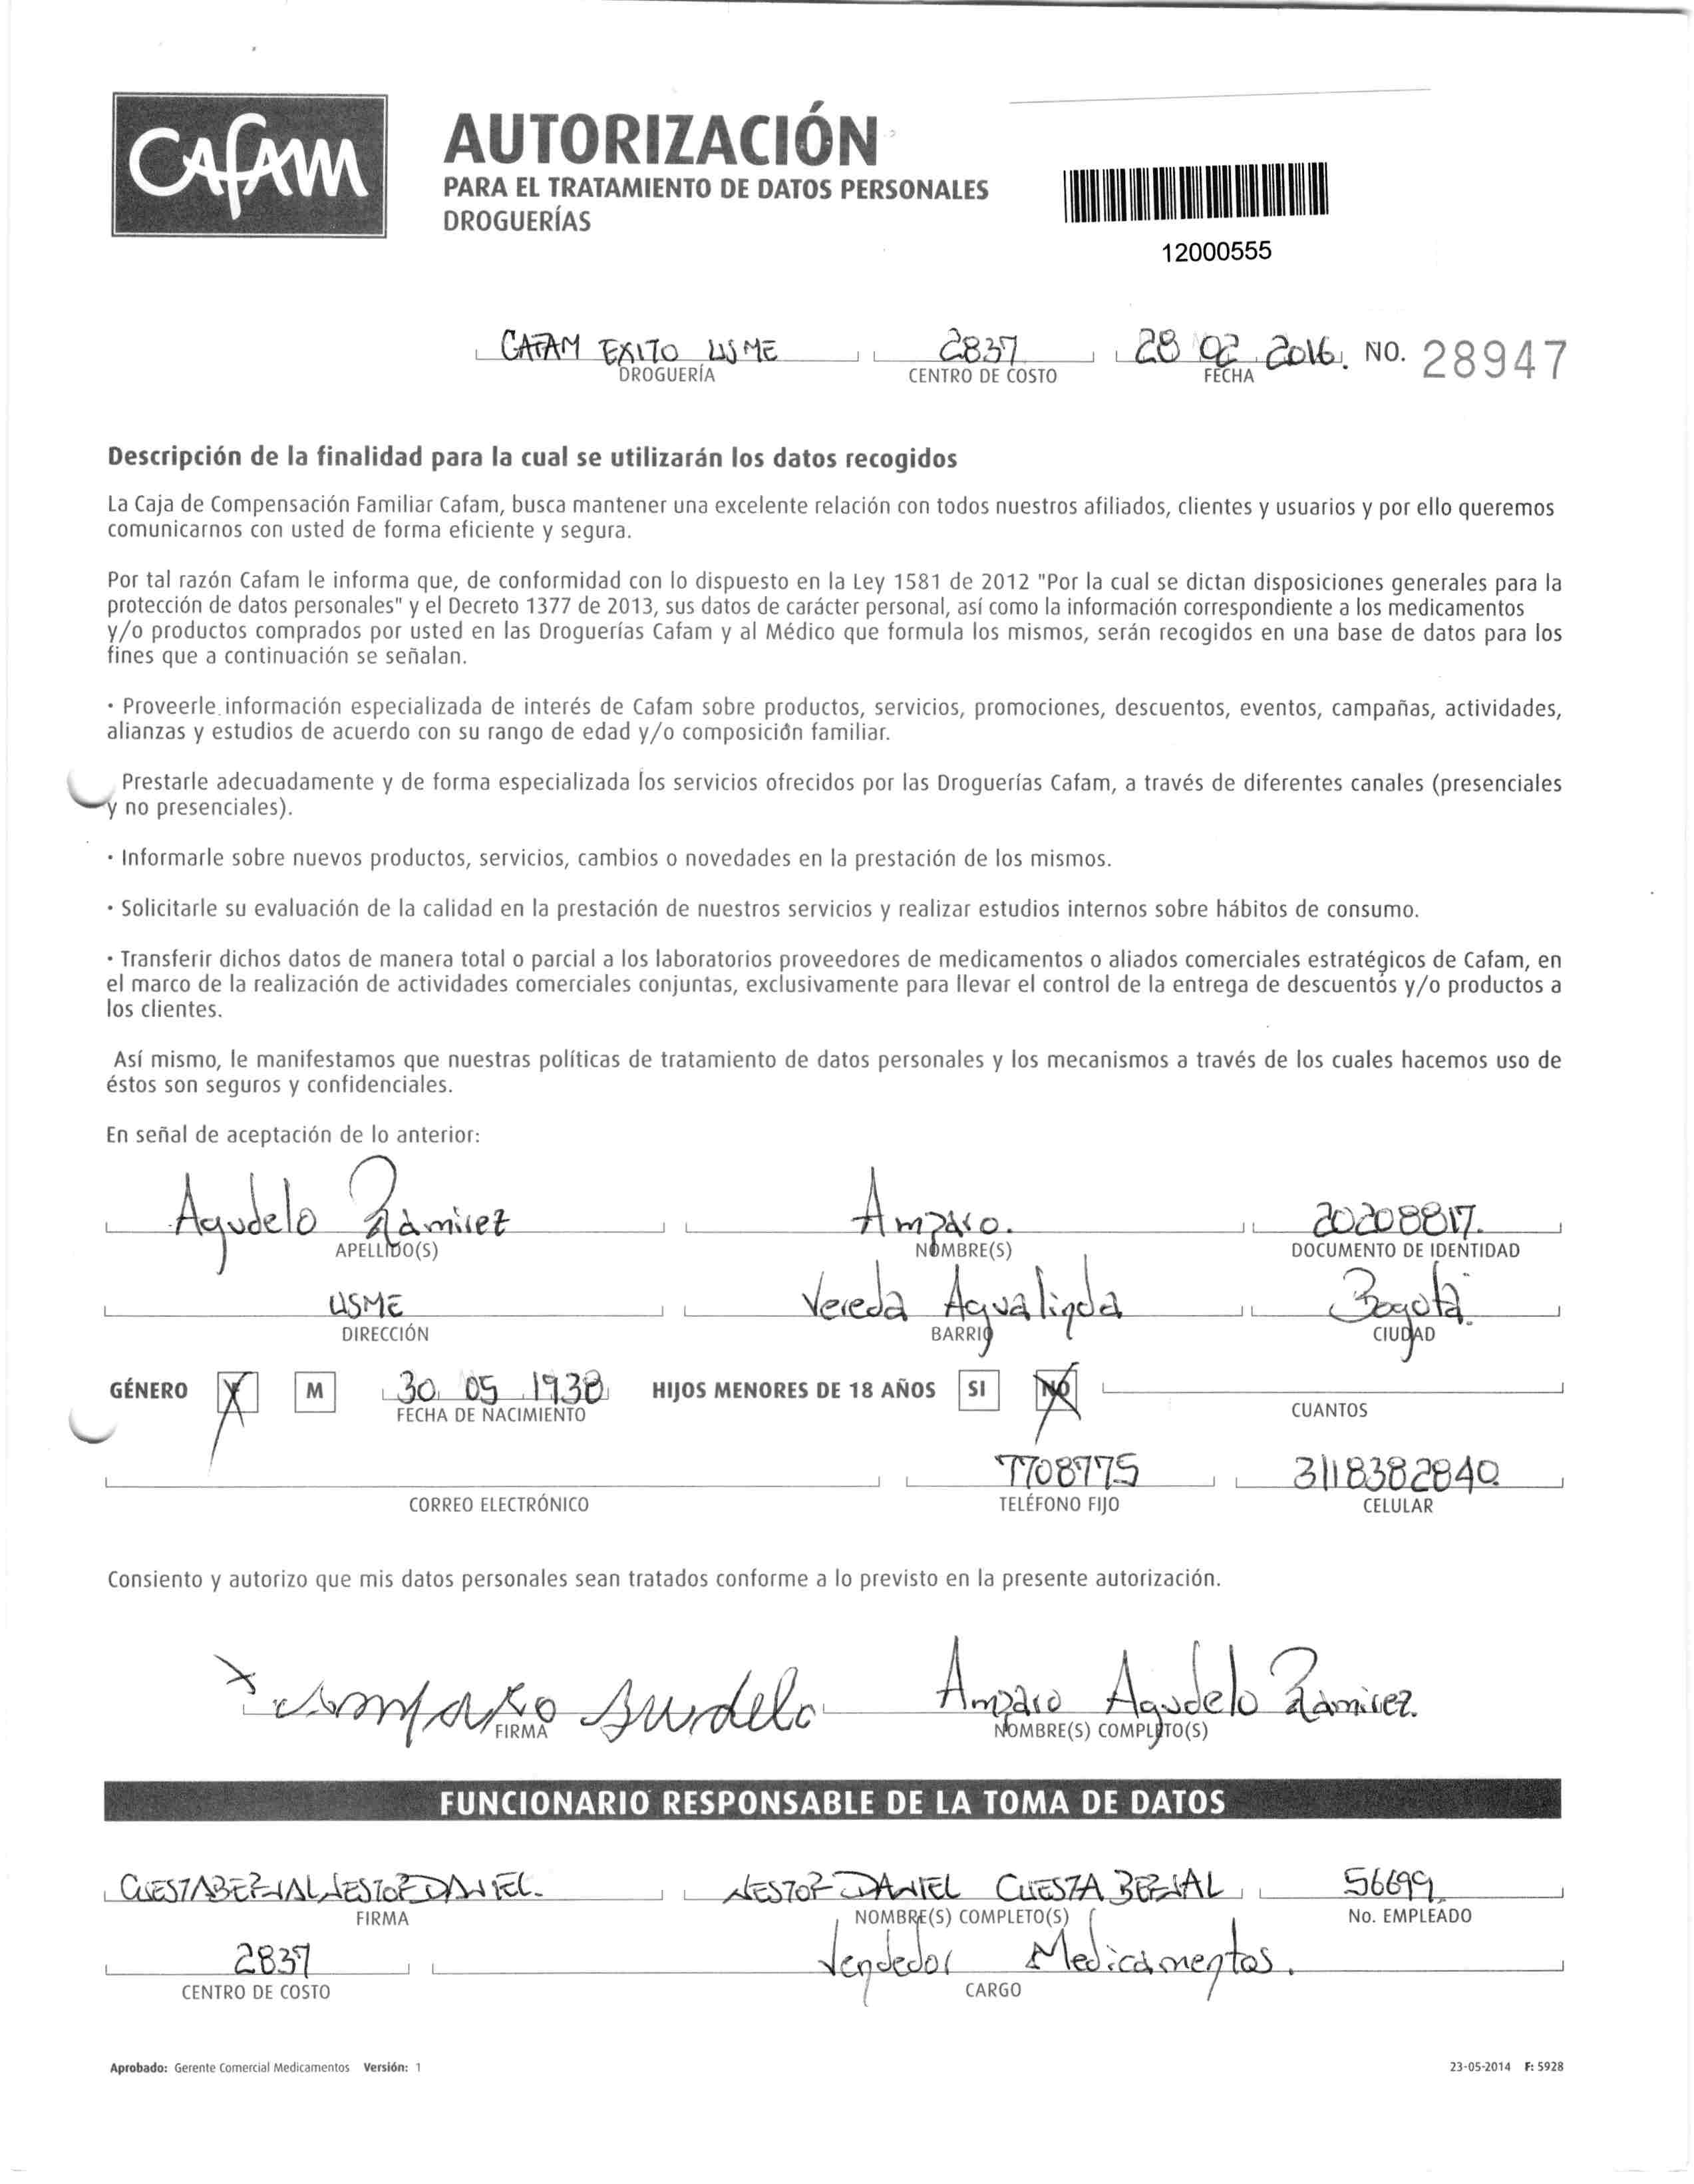 CAFAM
AUTORIZACIÓN
PARA EL TRATAMIENTO DE DATOS PERSONALES
DROGUERÍAS
12000555
CAFAM EXITO USME 2837 28 02 2016. NO. 28947
DROGUERÍA CENTRO DE COSTO FECHA
Descripción de la finalidad para la cual se utilizarán los datos recogidos
La Caja de Compensación Familiar Cafam, busca mantener una excelente relación con todos nuestros afiliados, clientes y usuarios y por ello queremos
comunicarnos con usted de forma eficiente y segura.
Por tal razón Cafam le informa que, de conformidad con lo dispuesto en la Ley 1581 de 2012 "Por la cual se dictan disposiciones generales para la
protección de datos personales" y el Decreto 1377 de 2013, sus datos de carácter personal, así como la información correspondiente a los medicamentos
y/o productos comprados por usted en las Droguerías Cafam y al Médico que formula los mismos, serán recogidos en una base de datos para los
fines que a continuación se señalan.
· Proveerle información especializada de interés de Cafam sobre productos, servicios, promociones, descuentos, eventos, campañas, actividades,
alianzas y estudios de acuerdo con su rango de edad y/o composición familiar.
Prestarle adecuadamente y de forma especializada los servicios ofrecidos por las Droguerías Cafam, a través de diferentes canales (presenciales
y no presenciales).
· Informarle sobre nuevos productos, servicios, cambios o novedades en la prestación de los mismos.
· Solicitarle su evaluación de la calidad en la prestación de nuestros servicios y realizar estudios internos sobre hábitos de consumo.
· Transferir dichos datos de manera total o parcial a los laboratorios proveedores de medicamentos o aliados comerciales estratégicos de Cafam, en
el marco de la realización de actividades comerciales conjuntas, exclusivamente para llevar el control de la entrega de descuentos y/o productos a
los clientes.
Así mismo, le manifestamos que nuestras políticas de tratamiento de datos personales y los mecanismos a través de los cuales hacemos uso de
éstos son seguros y confidenciales.
En señal de aceptación de lo anterior:
Agudelo Ramirez Amparo. 20208817.
APELLIDO(S) NOMBRE(S) DOCUMENTO DE IDENTIDAD
USME Vereda Agualinda Bogotá.
DIRECCIÓN BARRIO CIUDAD
GÉNERO X M 30 05 1938 HIJOS MENORES DE 18 AÑOS SI NO
FECHA DE NACIMIENTO CUANTOS
7708775 3118382840
CORREO ELECTRÓNICO TELÉFONO FIJO CELULAR
Consiento y autorizo que mis datos personales sean tratados conforme a lo previsto en la presente autorización.
X Amparo Agudelo Amparo Agudelo Ramirez.
FIRMA NOMBRE(S) COMPLETO(S)
FUNCIONARIO RESPONSABLE DE LA TOMA DE DATOS
CUESTA BERNAL NESTOR DANIEL. NESTOR DANIEL CUESTA BERNAL 56699
FIRMA NOMBRE(S) COMPLETO(S) No. EMPLEADO
2837 Vendedor Medicamentos.
CENTRO DE COSTO CARGO
Aprobado: Gerente Comercial Medicamentos Versión: 1 23-05-2014 F: 5928